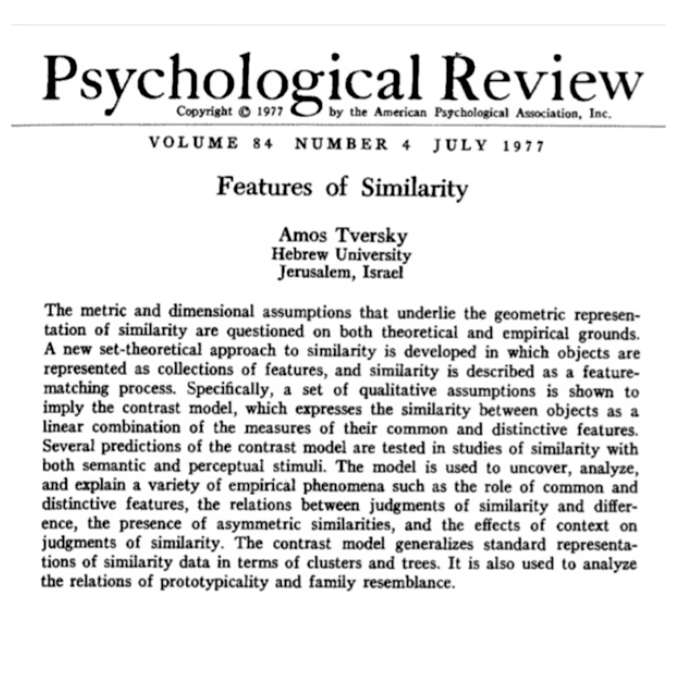 Psychological Review
Copyright © 1977 by the American Psychological Association, Inc.
VOLUME 84 NUMBER 4 JULY 1977
Features of Similarity
Amos Tversky
Hebrew University
Jerusalem, Israel
The metric and dimensional assumptions that underlie the geometric represen-
tation of similarity are questioned on both theoretical and empirical grounds.
A new set-theoretical approach to similarity is developed in which objects are
represented as collections of features, and similarity is described as a feature-
matching process. Specifically, a set of qualitative assumptions is shown to
imply the contrast model, which expresses the similarity between objects as a
linear combination of the measures of their common and distinctive features.
Several predictions of the contrast model are tested in studies of similarity with
both semantic and perceptual stimuli. The model is used to uncover, analyze,
and explain a variety of empirical phenomena such as the role of common and
distinctive features, the relations between judgments of similarity and differ-
ence, the presence of asymmetric similarities, and the effects of context on
judgments of similarity. The contrast model generalizes standard representa-
tions of similarity data in terms of clusters and trees. It is also used to analyze
the relations of prototypicality and family resemblance.